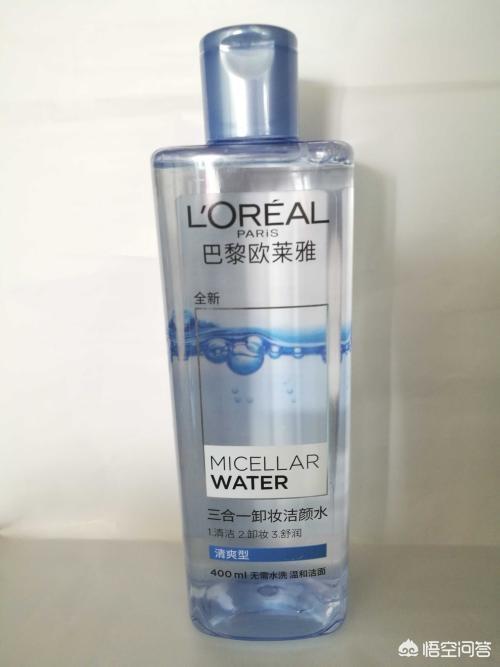 L'ORÉAL
PARIS
巴黎欧莱雅
全新
MICELLAR
WATER
三合一卸妆洁颜水
1.清洁 2.卸妆 3.舒润
清爽型
400ml 无需水洗 温和洁面
悟空问答